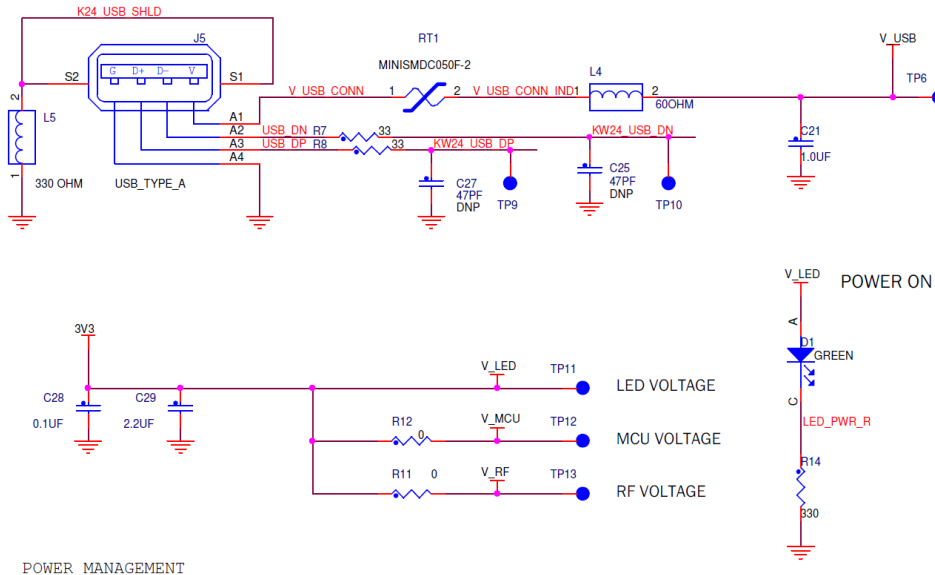 K24_USB_SHLD
J5
RT1
V_USB
G D+ D- V
MINISMDC050F-2
S2
S1
L4
TP6
V_USB_CONN
1
2
V_USB_CONN_IND
1
2
60OHM
2
L5
A1
A2
USB_DN
R7
33
KW24_USB_DN
C21
A3
USB_DP
R8
33
KW24_USB_DP
1.0UF
A4
1
330 OHM
USB_TYPE_A
C27
47PF
DNP
TP9
C25
47PF
DNP
TP10
V_LED
POWER ON
A
D1
GREEN
C
LED_PWR_R
R14
330
3V3
V_LED
TP11
LED VOLTAGE
C28
0.1UF
C29
2.2UF
R12
0
V_MCU
TP12
MCU VOLTAGE
R11
0
V_RF
TP13
RF VOLTAGE
POWER MANAGEMENT